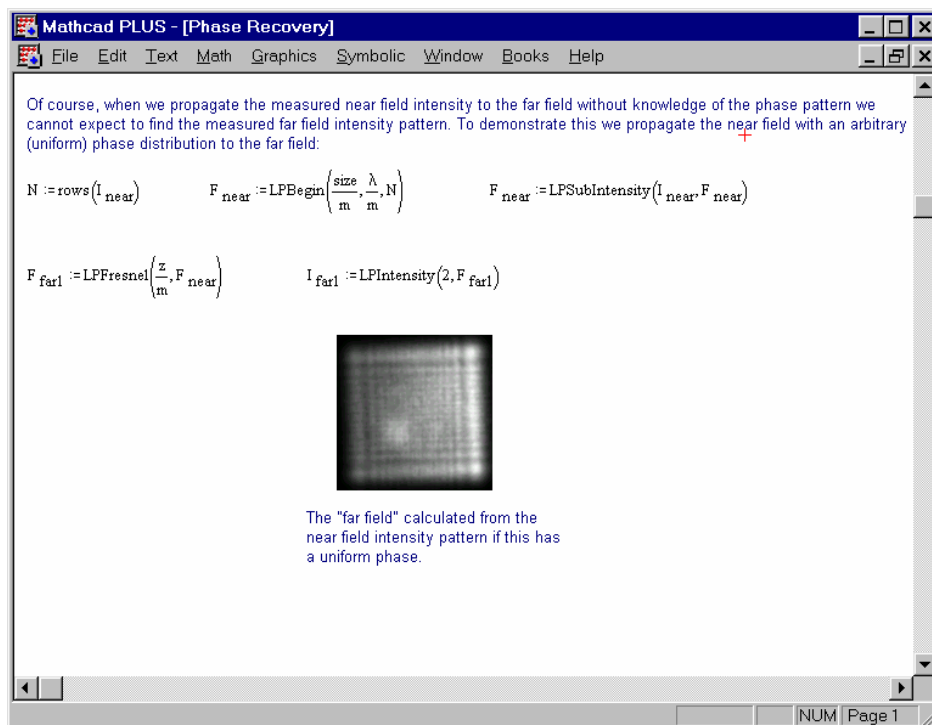 Mathcad PLUS - [Phase Recovery]
File Edit Text Math Graphics Symbolic Window Books Help
Of course, when we propagate the measured near field intensity to the far field without knowledge of the phase pattern we
cannot expect to find the measured far field intensity pattern. To demonstrate this we propagate the near field with an arbitrary
(uniform) phase distribution to the far field:
N := rows(I near) F near := LPBegin(size/m, λ/m, N) F near := LPSubIntensity(I near, F near)
F far1 := LPFresnel(z/m, F near) I far1 := LPIntensity(2, F far1)
The "far field" calculated from the
near field intensity pattern if this has
a uniform phase.
NUM Page 1